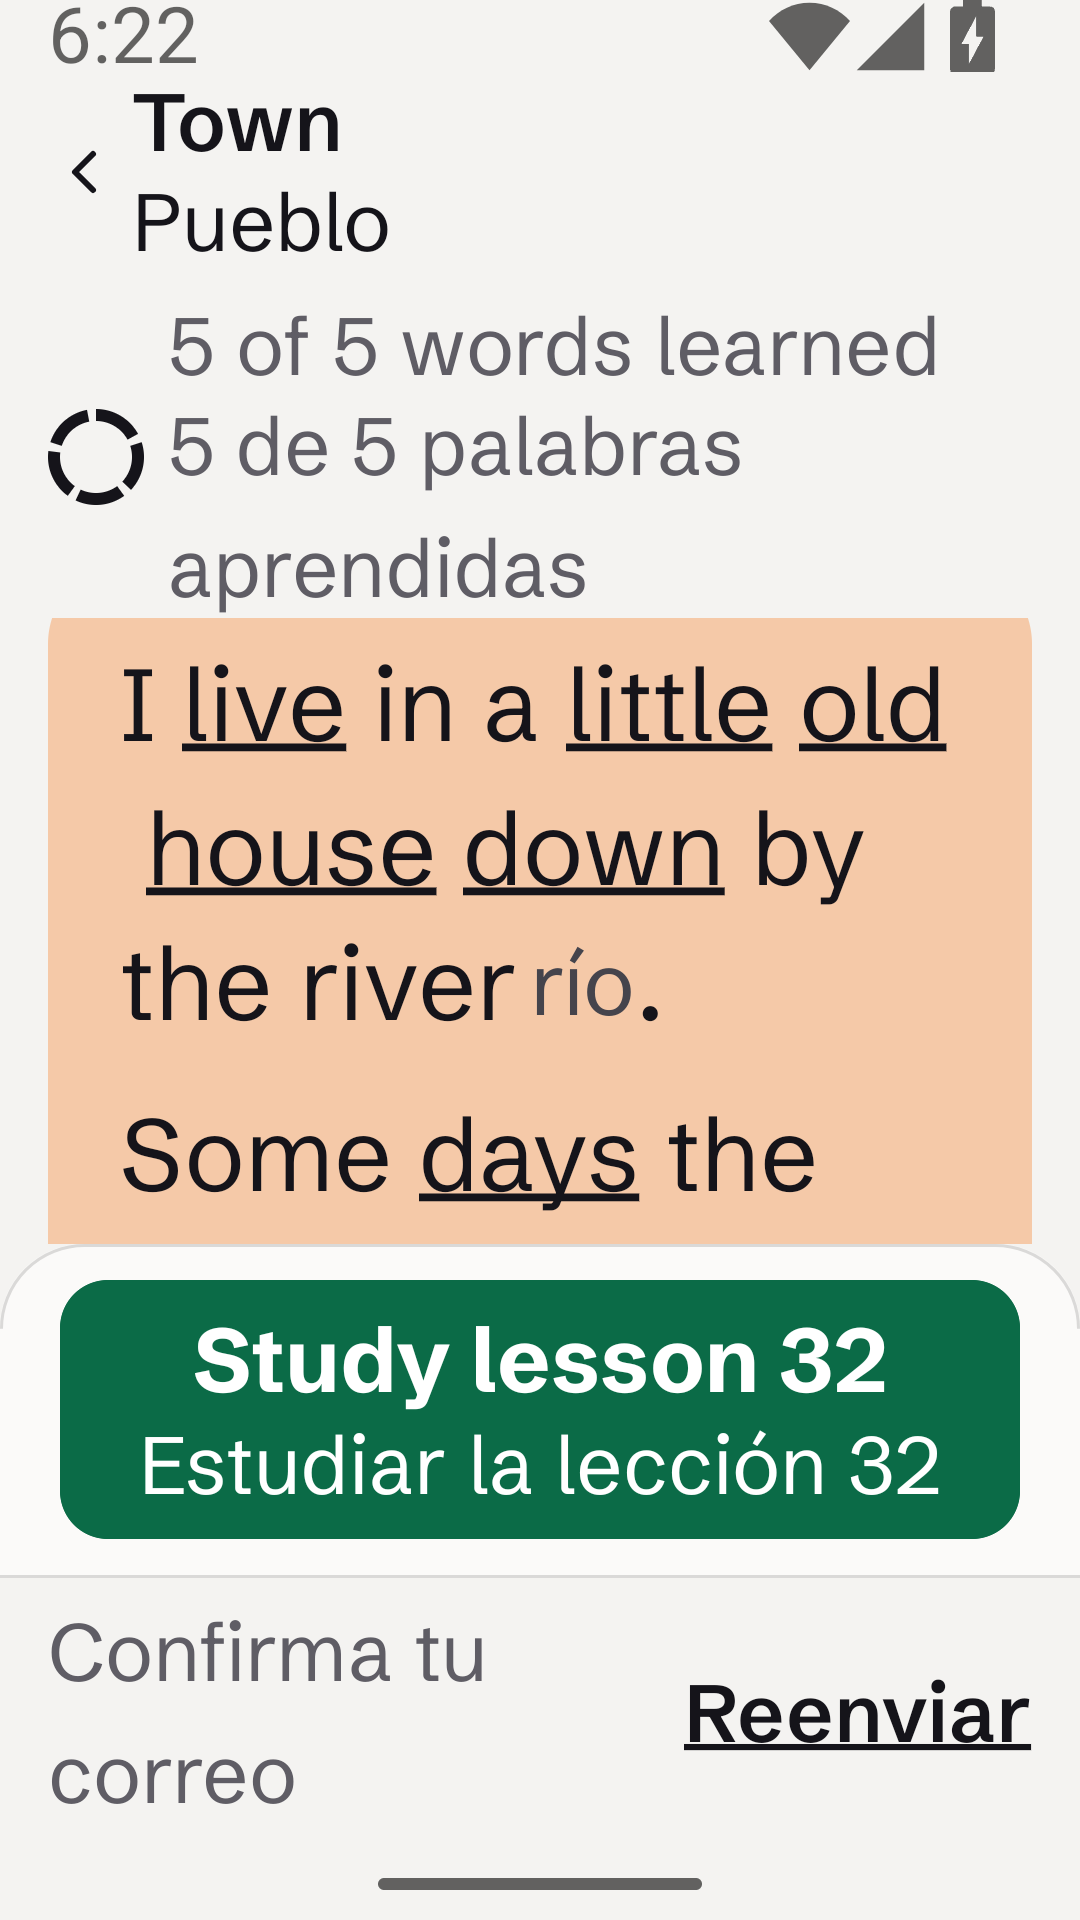 6:22
Town
Pueblo
5 of 5 words learned
5 de 5 palabras
aprendidas
I live in a little old
house down by
the river río.
Some days the
Study lesson 32
Estudiar la lección 32
Confirma tu
correo
Reenviar